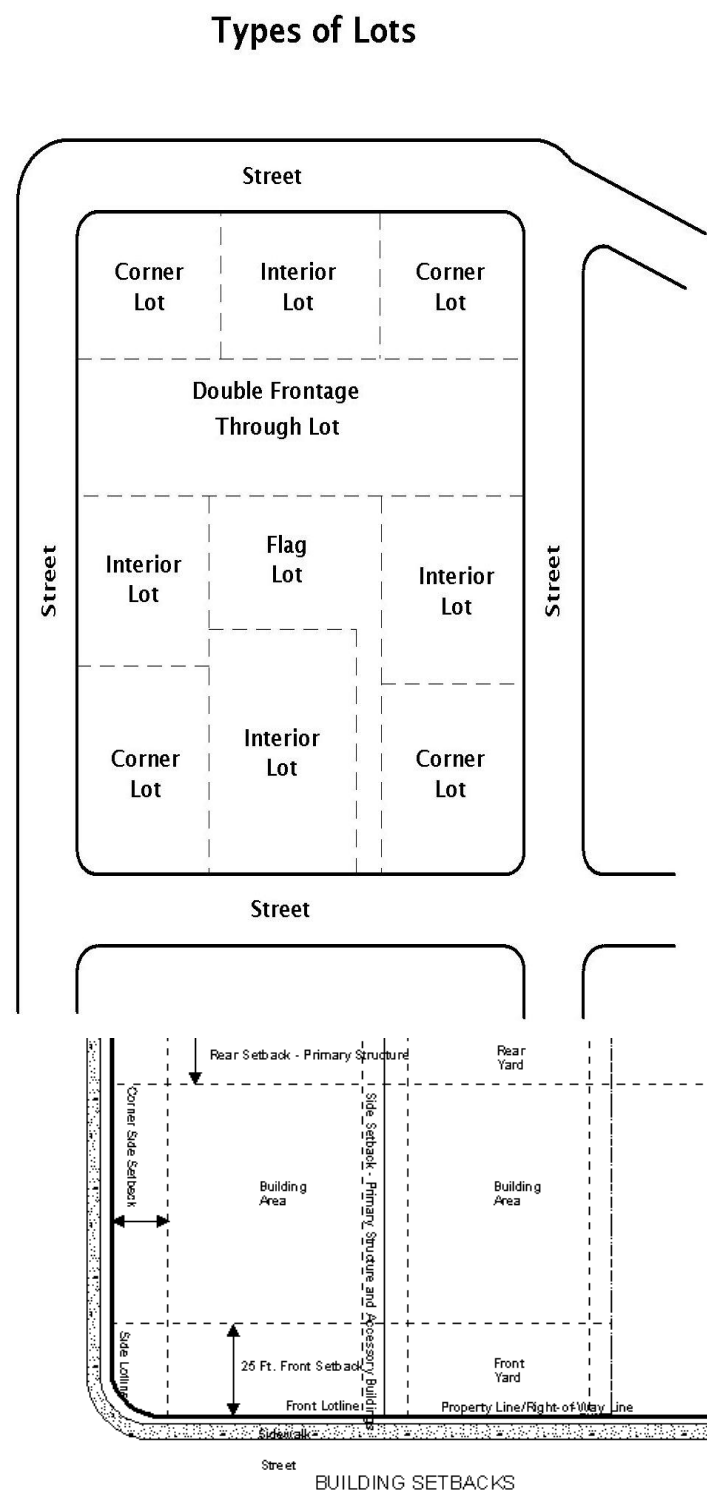 Types of Lots
Street
Corner
Lot
Interior
Lot
Corner
Lot
Double Frontage
Through Lot
Interior
Lot
Flag
Lot
Interior
Lot
Street
Street
Corner
Lot
Interior
Lot
Corner
Lot
Street
Rear Setback - Primary Structure
Rear
Yard
Corner Side Setback
Side Setback - Primary Structure and Accessory Buildings
Building
Area
Building
Area
Side Lotline
25 Ft. Front Setback
Front
Yard
Front Lotline
Property Line/Right-of-Way Line
Sidewalk
Street
BUILDING SETBACKS